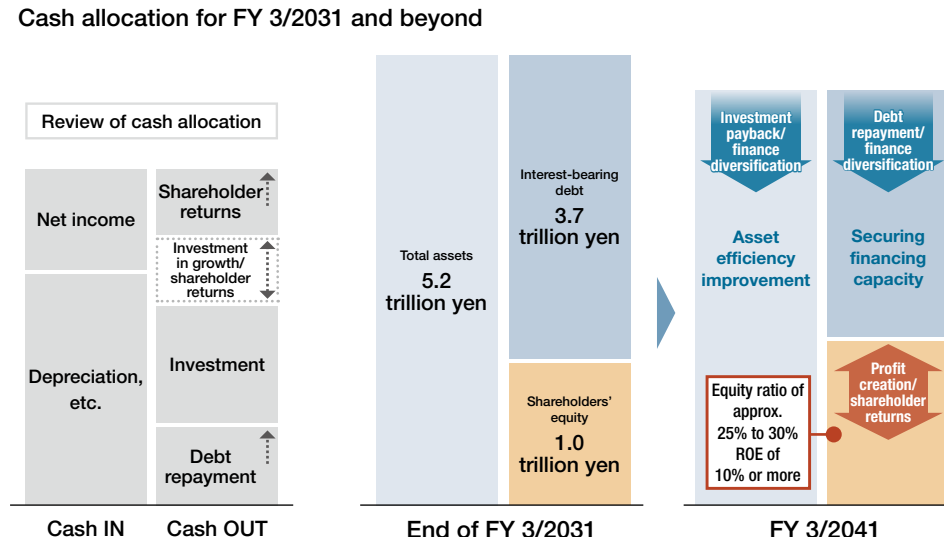 Cash allocation for FY 3/2031 and beyond
Review of cash allocation
Net income
Depreciation,
etc.
Cash IN
Shareholder
returns
Investment
in growth/
shareholder
returns
Investment
Debt
repayment
Cash OUT
Total assets
5.2
trillion yen
Interest-bearing
debt
3.7
trillion yen
Shareholders’
equity
1.0
trillion yen
End of FY 3/2031
Investment
payback/
finance
diversification
Asset
efficiency
improvement
Debt
repayment/
finance
diversification
Securing
financing
capacity
Equity ratio of
approx.
25% to 30%
ROE of
10% or more
Profit
creation/
shareholder
returns
FY 3/2041